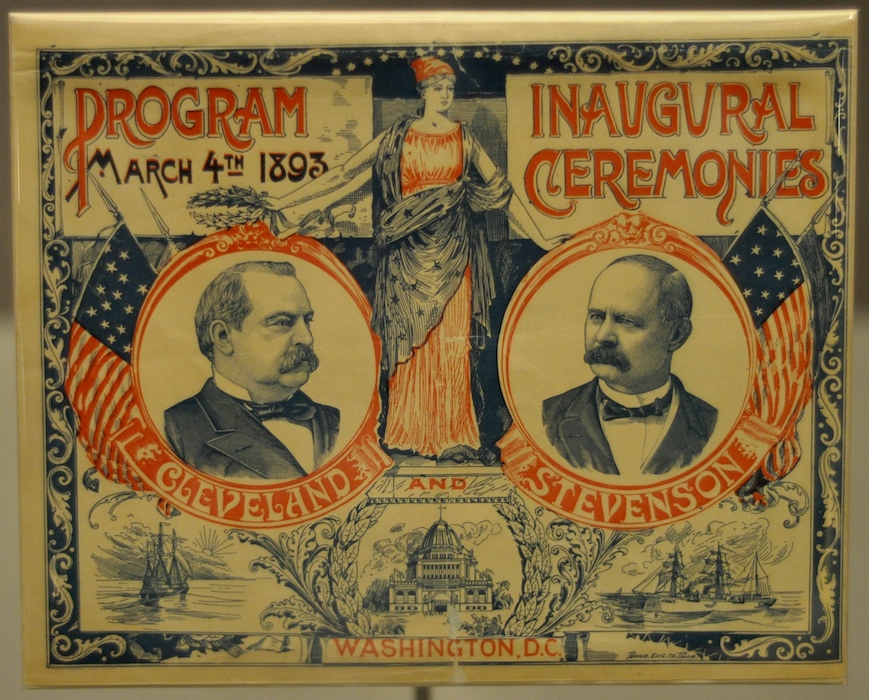 PROGRAM
MARCH 4TH 1893
INAUGURAL
CEREMONIES
CLEVELAND
AND
STEVENSON
WASHINGTON, D.C.